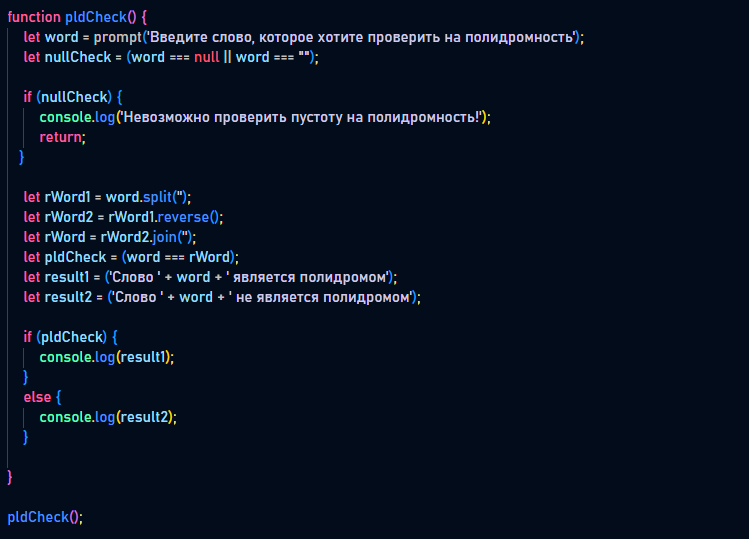 function pldCheck() {
let word = prompt('Введите слово, которое хотите проверить на полидромность');
let nullCheck = (word === null || word === "");
if (nullCheck) {
console.log('Невозможно проверить пустоту на полидромность!');
return;
}
let rWord1 = word.split('');
let rWord2 = rWord1.reverse();
let rWord = rWord2.join('');
let pldCheck = (word === rWord);
let result1 = ('Слово ' + word + ' является полидромом');
let result2 = ('Слово ' + word + ' не является полидромом');
if (pldCheck) {
console.log(result1);
}
else {
console.log(result2);
}
}
pldCheck();